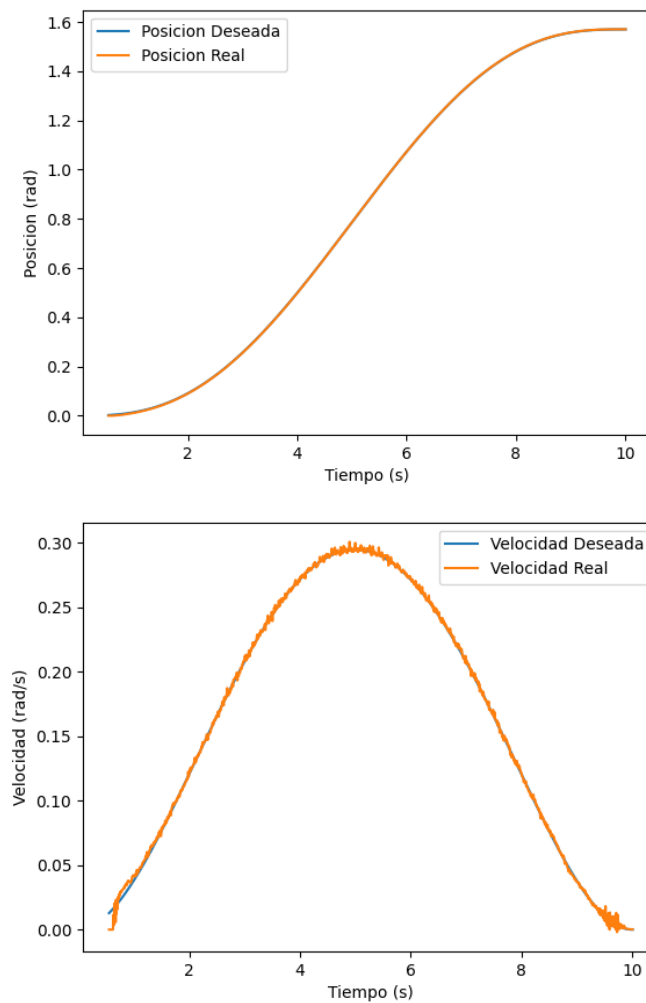 Posicion Deseada
Posicion Real
1.6
1.4
1.2
1.0
0.8
0.6
0.4
0.2
0.0
Posicion (rad)
2 4 6 8 10
Tiempo (s)
Velocidad Deseada
Velocidad Real
0.30
0.25
0.20
0.15
0.10
0.05
0.00
Velocidad (rad/s)
2 4 6 8 10
Tiempo (s)